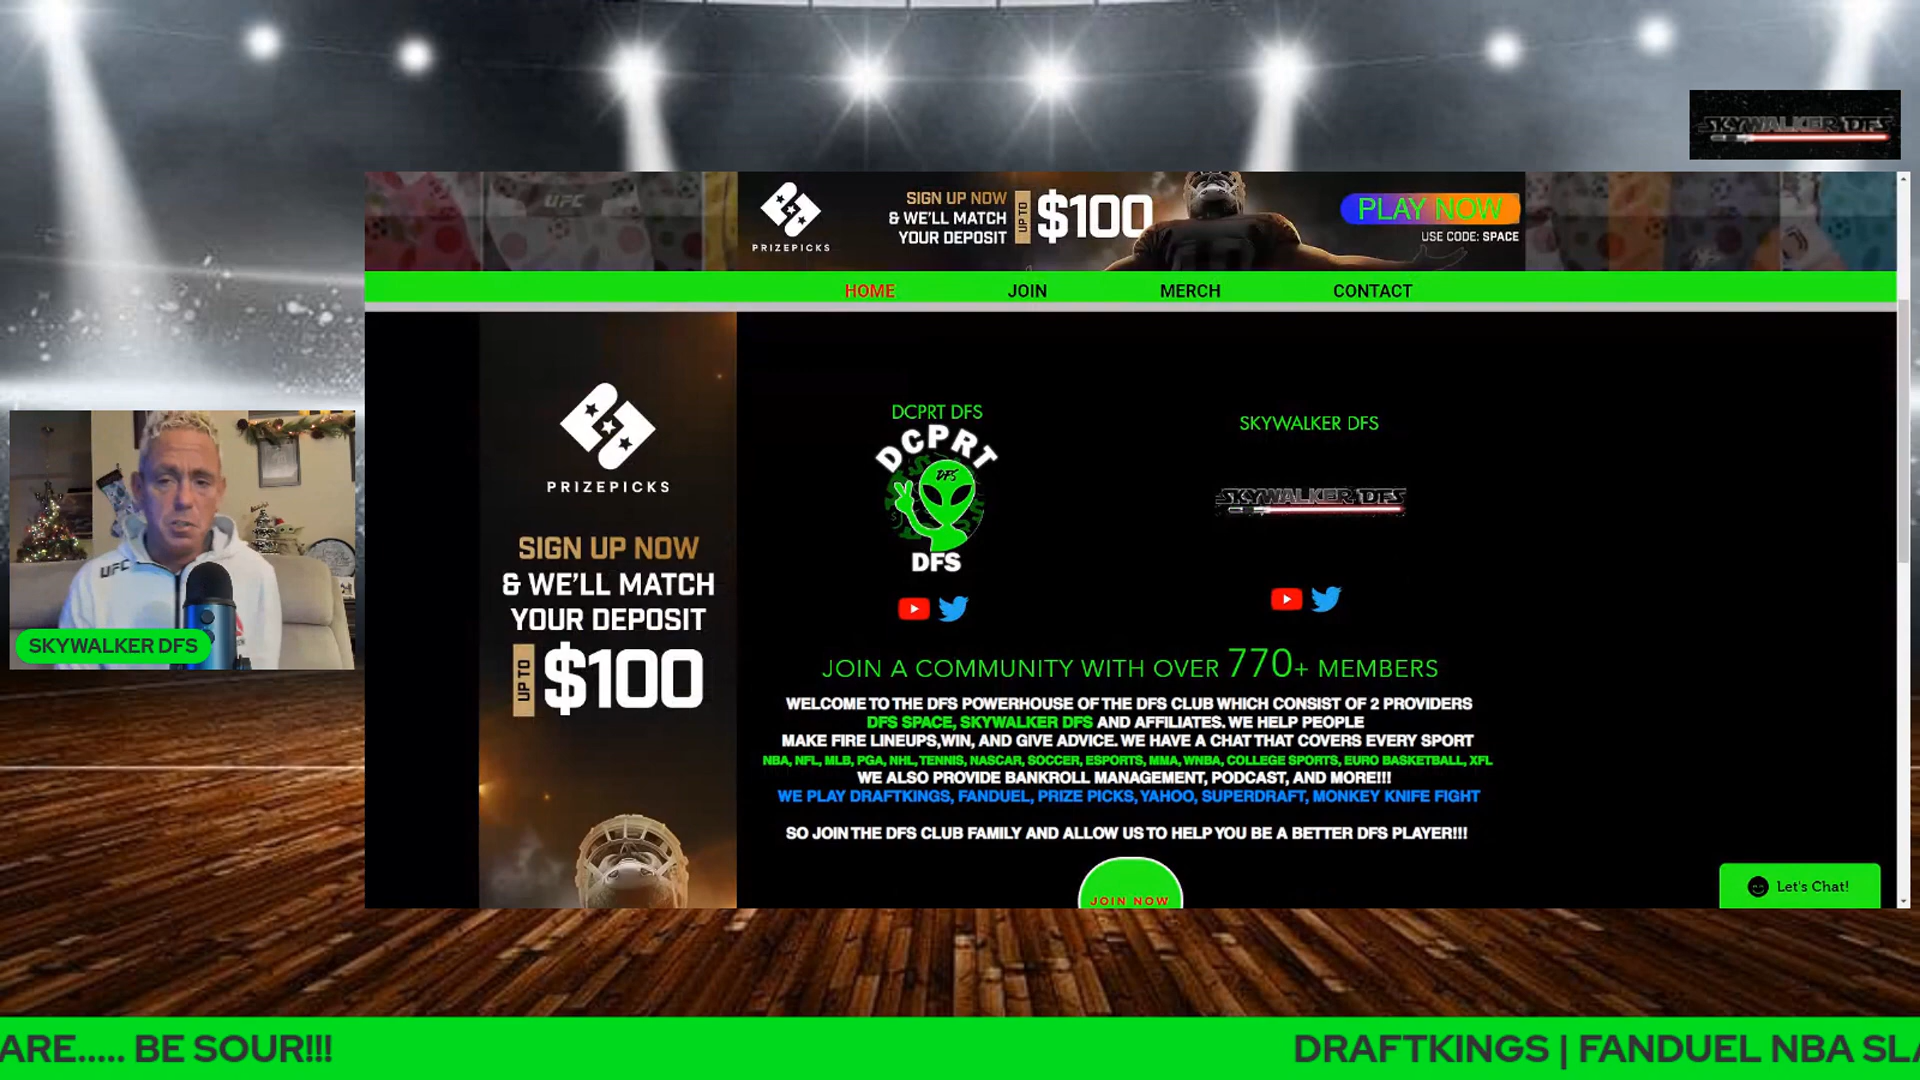 SKYWALKER DFS
UFC
PRIZEPICKS
SIGN UP NOW
& WE'LL MATCH
YOUR DEPOSIT
UP TO
$100
PLAY NOW
USE CODE: SPACE
HOME
JOIN
MERCH
CONTACT
PRIZEPICKS
SIGN UP NOW
& WE'LL MATCH
YOUR DEPOSIT
UP TO
$100
DCPRT DFS
DCPRT
DFS
DFS
SKYWALKER DFS
SKYWALKER DFS
UFC
SKYWALKER DFS
JOIN A COMMUNITY WITH OVER 770+ MEMBERS
WELCOME TO THE DFS POWERHOUSE OF THE DFS CLUB WHICH CONSIST OF 2 PROVIDERS
DFS SPACE, SKYWALKER DFS AND AFFILIATES. WE HELP PEOPLE
MAKE FIRE LINEUPS,WIN, AND GIVE ADVICE. WE HAVE A CHAT THAT COVERS EVERY SPORT
NBA, NFL, MLB, PGA, NHL, TENNIS, NASCAR, SOCCER, ESPORTS, MMA, WNBA, COLLEGE SPORTS, EURO BASKETBALL, XFL
WE ALSO PROVIDE BANKROLL MANAGEMENT, PODCAST, AND MORE!!!
WE PLAY DRAFTKINGS, FANDUEL, PRIZE PICKS, YAHOO, SUPERDRAFT, MONKEY KNIFE FIGHT
SO JOIN THE DFS CLUB FAMILY AND ALLOW US TO HELP YOU BE A BETTER DFS PLAYER!!!
JOIN NOW
Let's Chat!
ARE..... BE SOUR!!!
DRAFTKINGS | FANDUEL NBA SLA